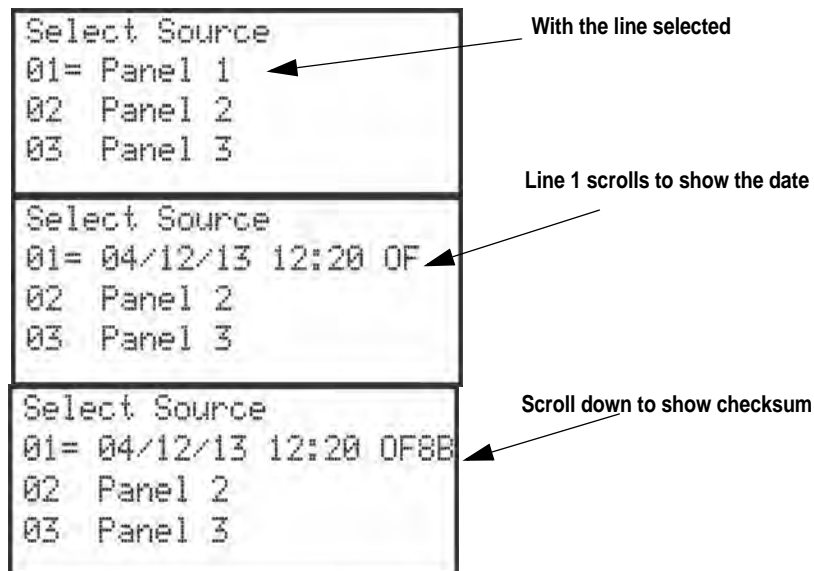 Select Source
01= Panel 1
02 Panel 2
03 Panel 3
With the line selected
Line 1 scrolls to show the date
Select Source
01= 04/12/13 12:20 0F
02 Panel 2
03 Panel 3
Scroll down to show checksum
Select Source
01= 04/12/13 12:20 0F8B
02 Panel 2
03 Panel 3